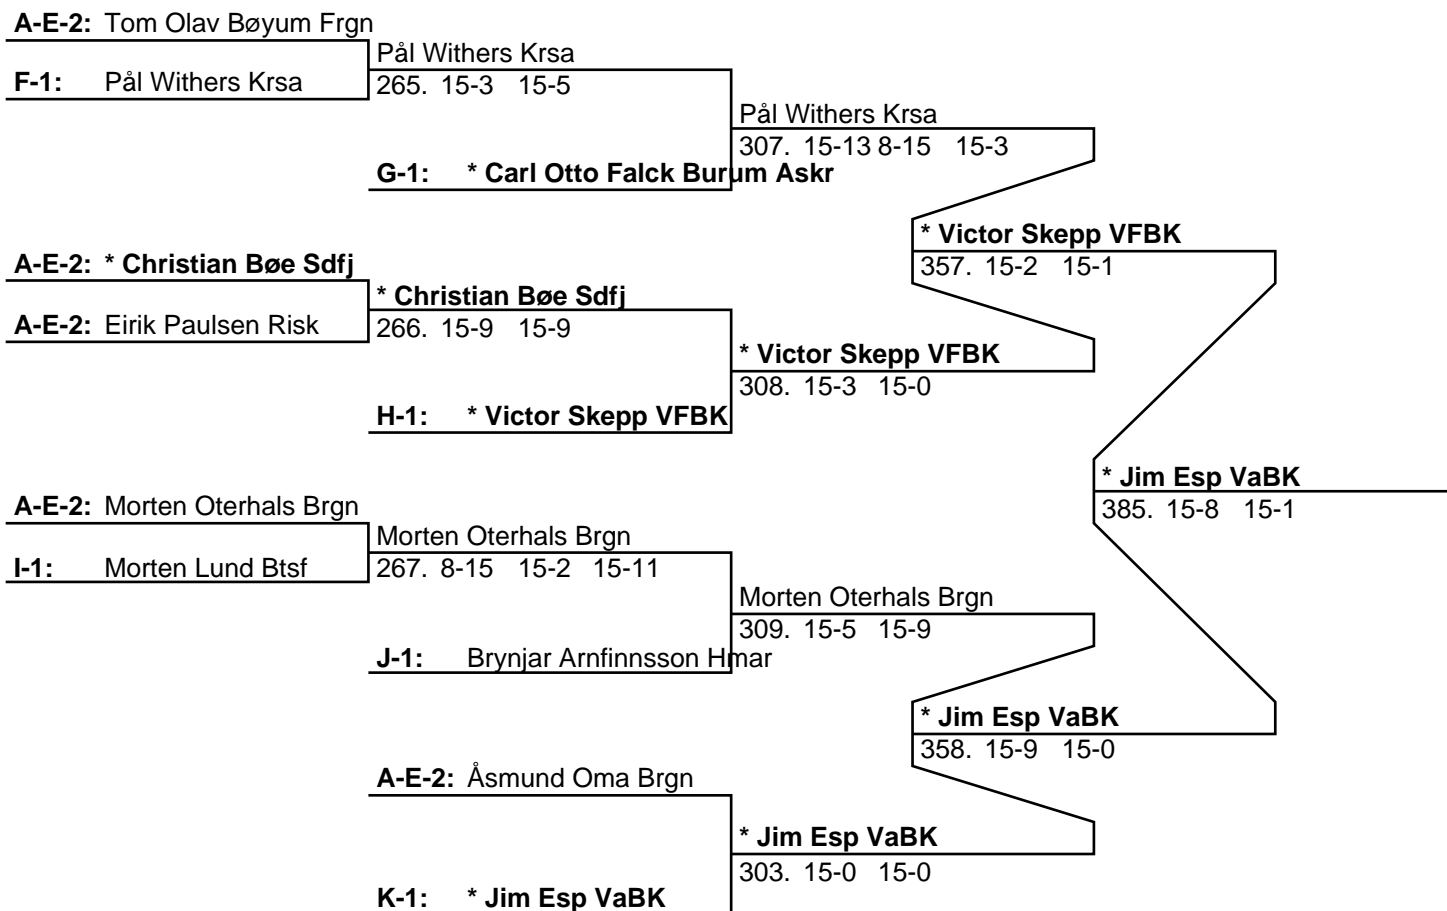 A-E-2: Tom Olav Bøyum Frgn
Pål Withers Krsa
F-1: Pål Withers Krsa
265. 15-3 15-5
Pål Withers Krsa
307. 15-13 8-15 15-3
G-1: * Carl Otto Falck Burum Askr
* Victor Skepp VFBK
357. 15-2 15-1
A-E-2: * Christian Bøe Sdfj
* Christian Bøe Sdfj
A-E-2: Eirik Paulsen Risk
266. 15-9 15-9
* Victor Skepp VFBK
308. 15-3 15-0
H-1: * Victor Skepp VFBK
* Jim Esp VaBK
385. 15-8 15-1
A-E-2: Morten Oterhals Brgn
Morten Oterhals Brgn
I-1: Morten Lund Btsf
267. 8-15 15-2 15-11
Morten Oterhals Brgn
309. 15-5 15-9
J-1: Brynjar Arnfinnsson Hmar
* Jim Esp VaBK
358. 15-9 15-0
A-E-2: Åsmund Oma Brgn
* Jim Esp VaBK
303. 15-0 15-0
K-1: * Jim Esp VaBK